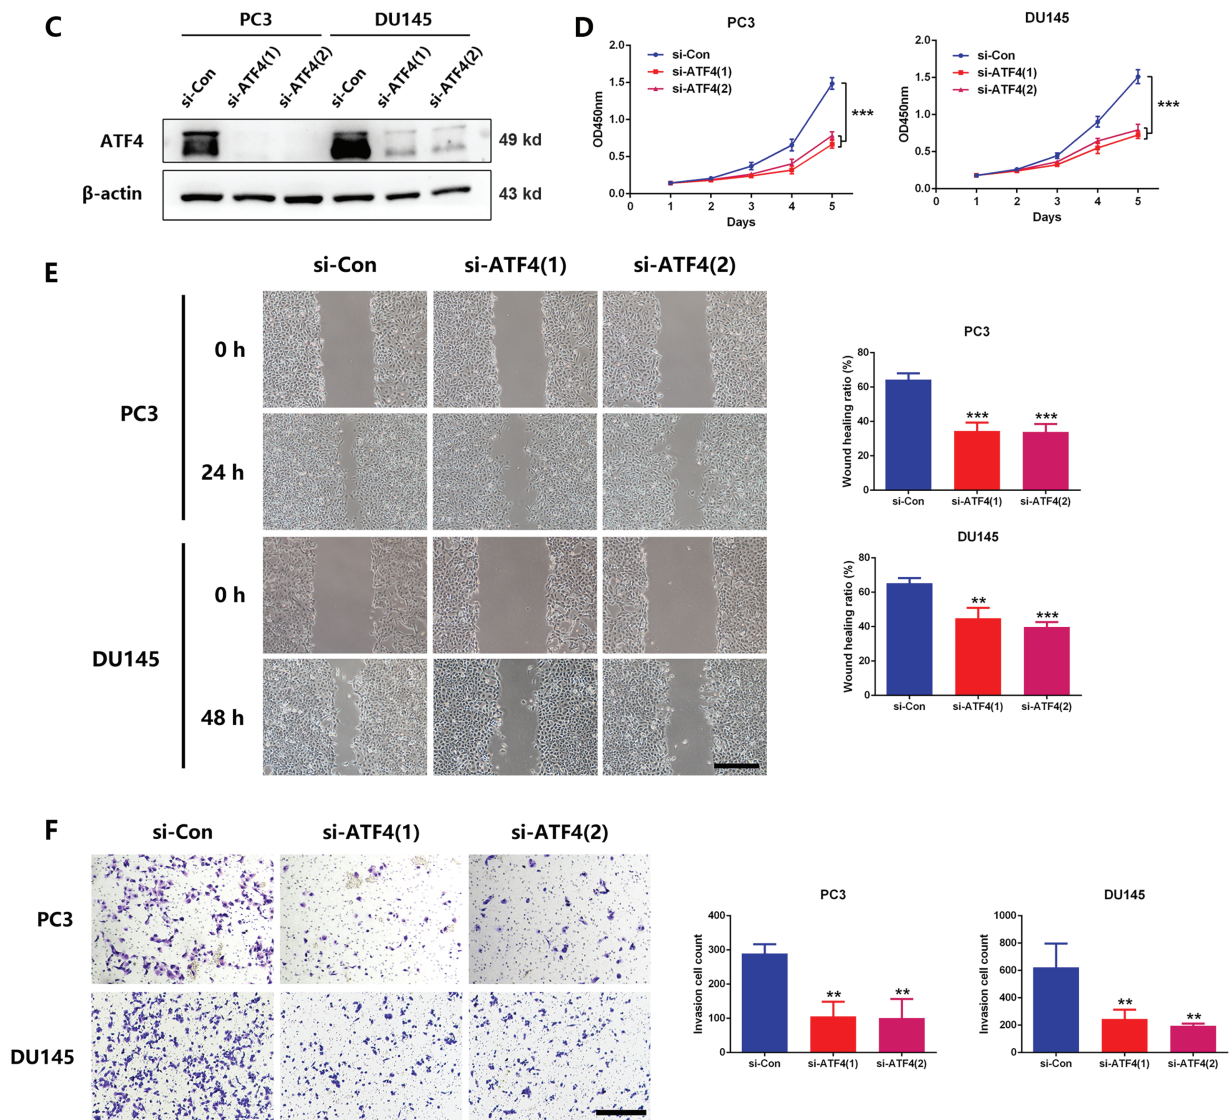 C
PC3 DU145
si-Con si-ATF4(1) si-ATF4(2) si-Con si-ATF4(1) si-ATF4(2)
ATF4 49 kd
β-actin 43 kd
D
PC3
si-Con
si-ATF4(1)
si-ATF4(2)
OD450nm
2.0
1.5
1.0
0.5
0.0
0 1 2 3 4 5
Days
***
DU145
si-Con
si-ATF4(1)
si-ATF4(2)
OD450nm
2.0
1.5
1.0
0.5
0.0
0 1 2 3 4 5
Days
***
E
si-Con si-ATF4(1) si-ATF4(2)
PC3
0 h
24 h
DU145
0 h
48 h
PC3
Wound healing ratio (%)
80
60
40
20
0
*** ***
si-Con si-ATF4(1) si-ATF4(2)
DU145
Wound healing ratio (%)
80
60
40
20
0
** ***
si-Con si-ATF4(1) si-ATF4(2)
F
si-Con si-ATF4(1) si-ATF4(2)
PC3
DU145
PC3
Invasion cell count
400
300
200
100
0
** **
si-Con si-ATF4(1) si-ATF4(2)
DU145
Invasion cell count
1000
800
600
400
200
0
** **
si-Con si-ATF4(1) si-ATF4(2)